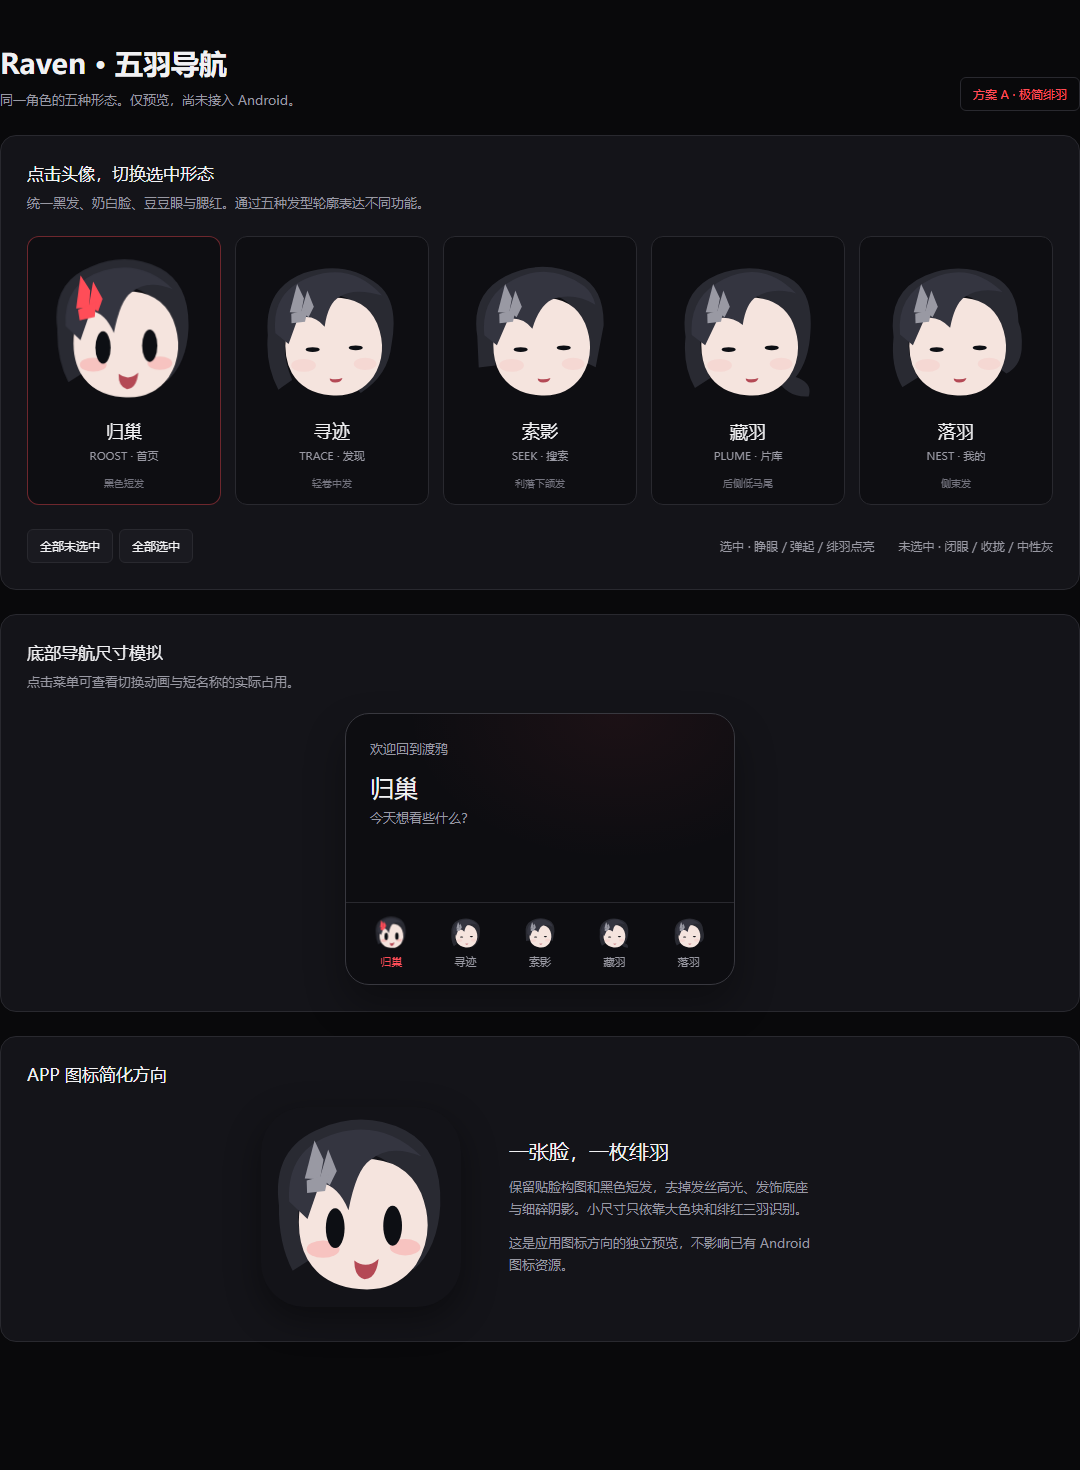 Raven · 五羽导航
同一角色的五种形态。仅预览，尚未接入 Android。
方案 A · 极简绯羽
点击头像，切换选中形态
统一黑发、奶白脸、豆豆眼与腮红。通过五种发型轮廓表达不同功能。
归巢
ROOST · 首页
黑色短发
寻迹
TRACE · 发现
轻卷中发
索影
SEEK · 搜索
利落下颌发
藏羽
PLUME · 片库
后侧低马尾
落羽
NEST · 我的
侧束发
全部未选中
全部选中
选中 · 睁眼 / 弹起 / 绯羽点亮
未选中 · 闭眼 / 收拢 / 中性灰
底部导航尺寸模拟
点击菜单可查看切换动画与短名称的实际占用。
欢迎回到渡鸦
归巢
今天想看些什么?
归巢
寻迹
索影
藏羽
落羽
APP 图标简化方向
一张脸，一枚绯羽
保留贴脸构图和黑色短发，去掉发丝高光、发饰底座
与细碎阴影。小尺寸只依靠大色块和绯红三羽识别。
这是应用图标方向的独立预览，不影响已有 Android
图标资源。